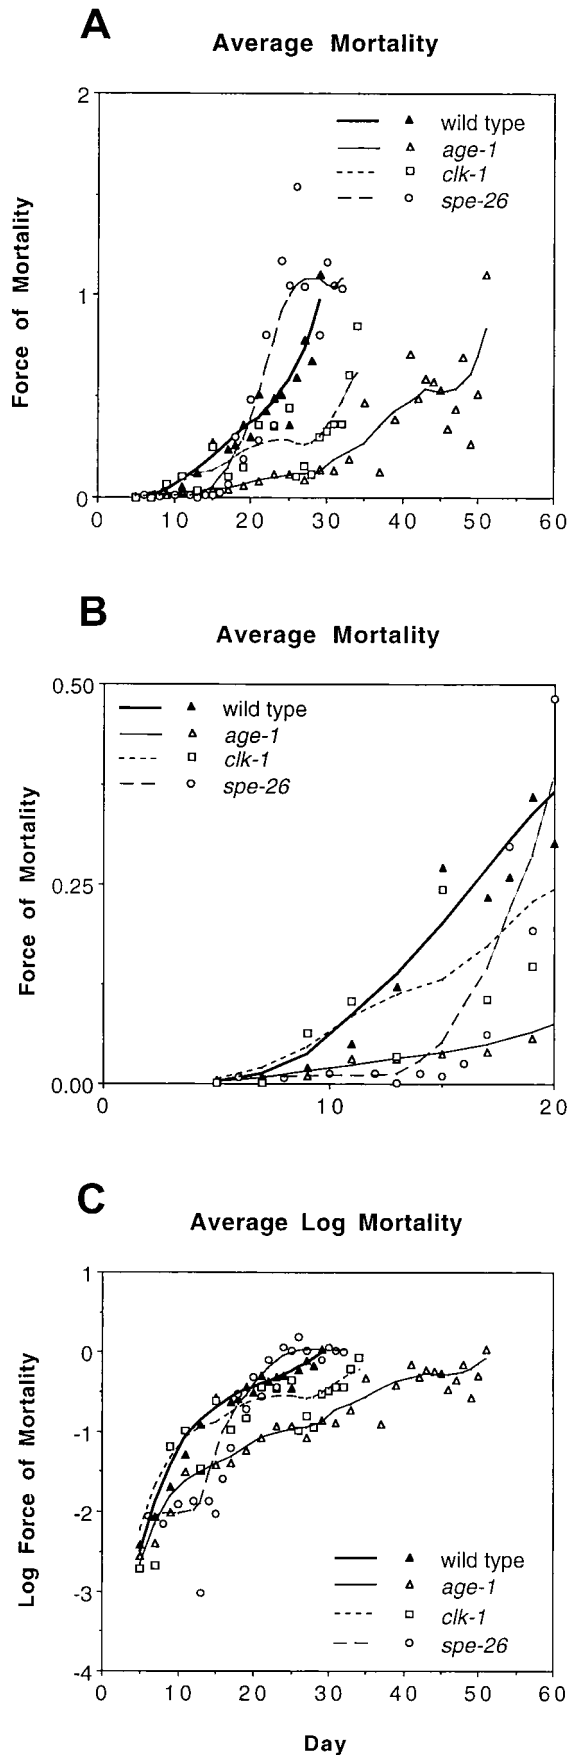 A
Average Mortality
2
wild type
age-1
clk-1
spe-26
Force of Mortality
1
0
0 10 20 30 40 50 60
B
Average Mortality
0.50
wild type
age-1
clk-1
spe-26
Force of Mortality
0.25
0.00
0 10 20
C
Average Log Mortality
1
0
-1
Log Force of Mortality
-2
-3
-4
wild type
age-1
clk-1
spe-26
0 10 20 30 40 50 60
Day